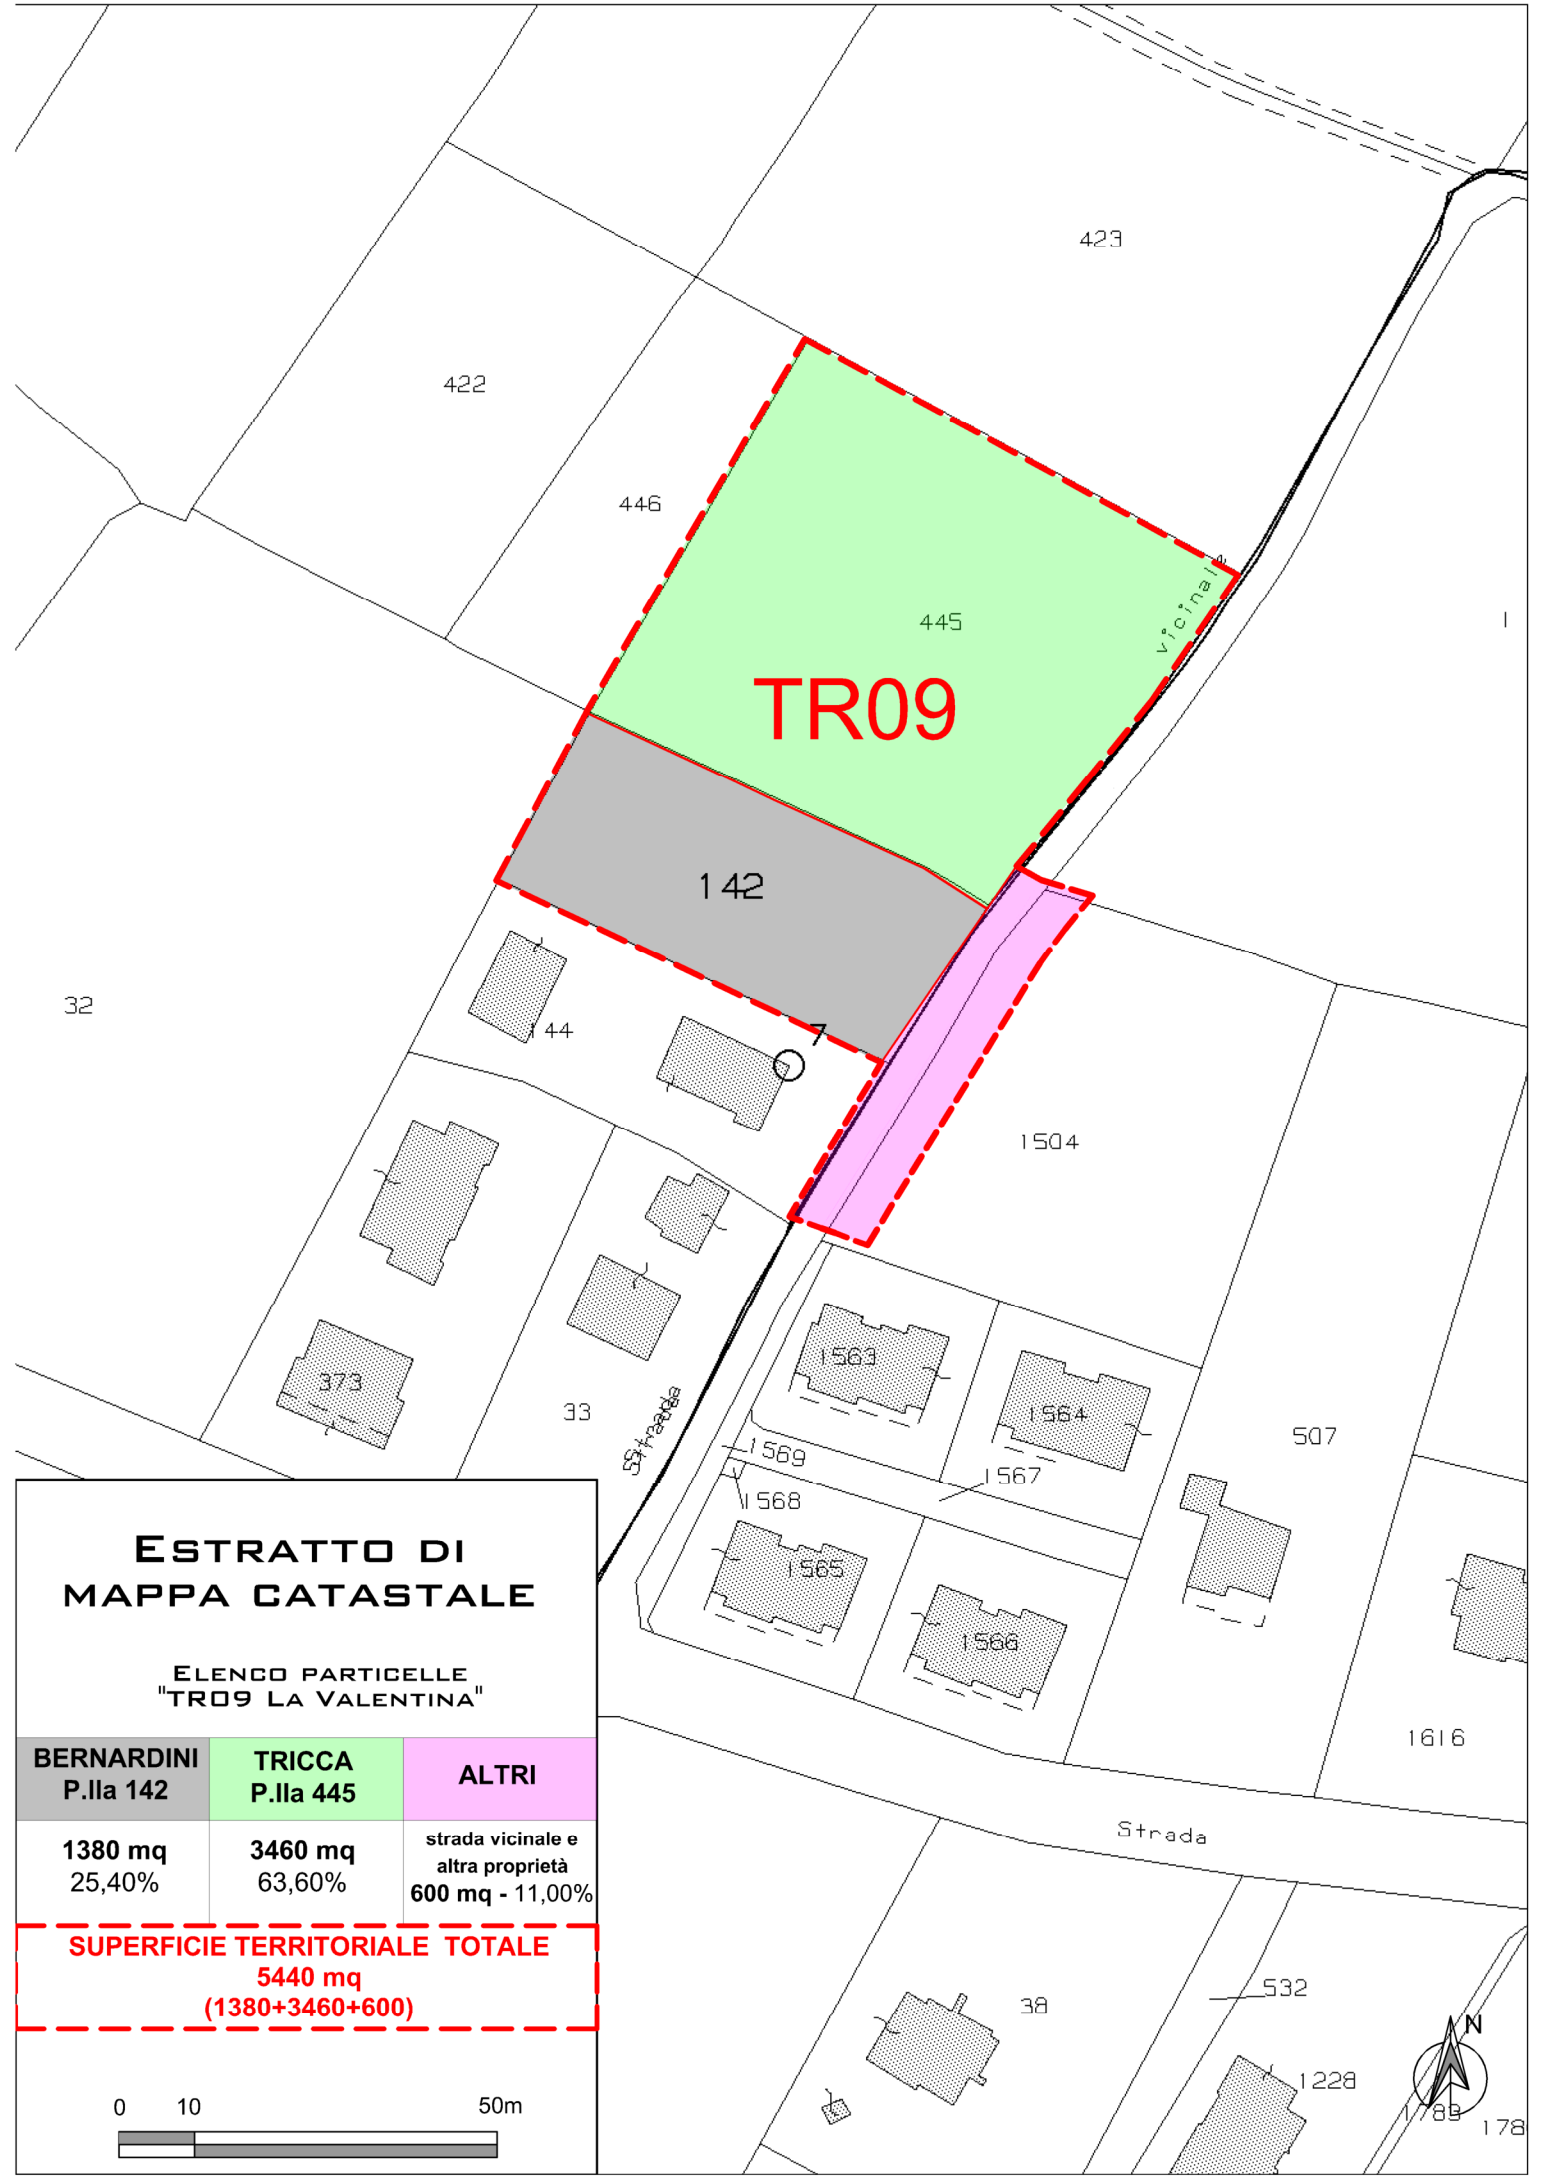 423
422
446
vicinale
445
1
TR09
142
32
7
144
1504
1563
373
Strada
33
1564
507
1569
1567
1568
1565
1566
1616
Strada
532
38
N
1228
1783
178
ESTRATTO DI
MAPPA CATASTALE
ELENCO PARTICELLE
"TR09 LA VALENTINA"
BERNARDINI
P.lla 142
TRICCA
P.lla 445
ALTRI
1380 mq
25,40%
3460 mq
63,60%
strada vicinale e
altra proprietà
600 mq - 11,00%
SUPERFICIE TERRITORIALE TOTALE
5440 mq
(1380+3460+600)
0 10 50m